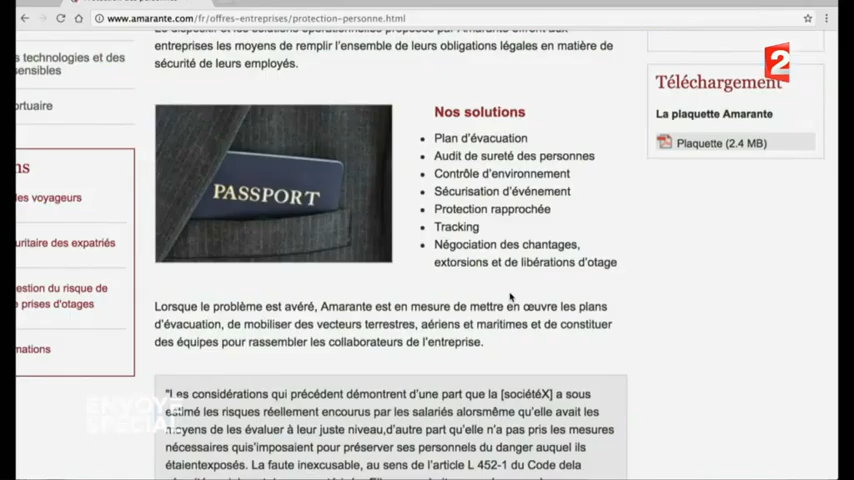 www.amarante.com/fr/offres-entreprises/protection-personne.html
entreprises les moyens de remplir l'ensemble de leurs obligations légales en matière de
sécurité de leurs employés.
s technologies et des
sensibles
ortuaire
ns
les voyageurs
uritaire des expatriés
estion du risque de
prises d'otages
mations
PASSPORT
Nos solutions
• Plan d'évacuation
• Audit de sureté des personnes
• Contrôle d'environnement
• Sécurisation d'événement
• Protection rapprochée
• Tracking
• Négociation des chantages,
extorsions et de libérations d'otage
2
Téléchargement
La plaquette Amarante
Plaquette (2.4 MB)
Lorsque le problème est avéré, Amarante est en mesure de mettre en œuvre les plans
d'évacuation, de mobiliser des vecteurs terrestres, aériens et maritimes et de constituer
des équipes pour rassembler les collaborateurs de l'entreprise.
"Les considérations qui précédent démontrent d'une part que la [sociétéX] a sous
estimé les risques réellement encourus par les salariés alorsmême qu'elle avait les
moyens de les évaluer à leur juste niveau,d'autre part qu'elle n'a pas pris les mesures
nécessaires quis'imposaient pour préserver ses personnels du danger auquel ils
étaientexposés. La faute inexcusable, au sens de l'article L 452-1 du Code dela
ENVOYÉ
SPÉCIAL